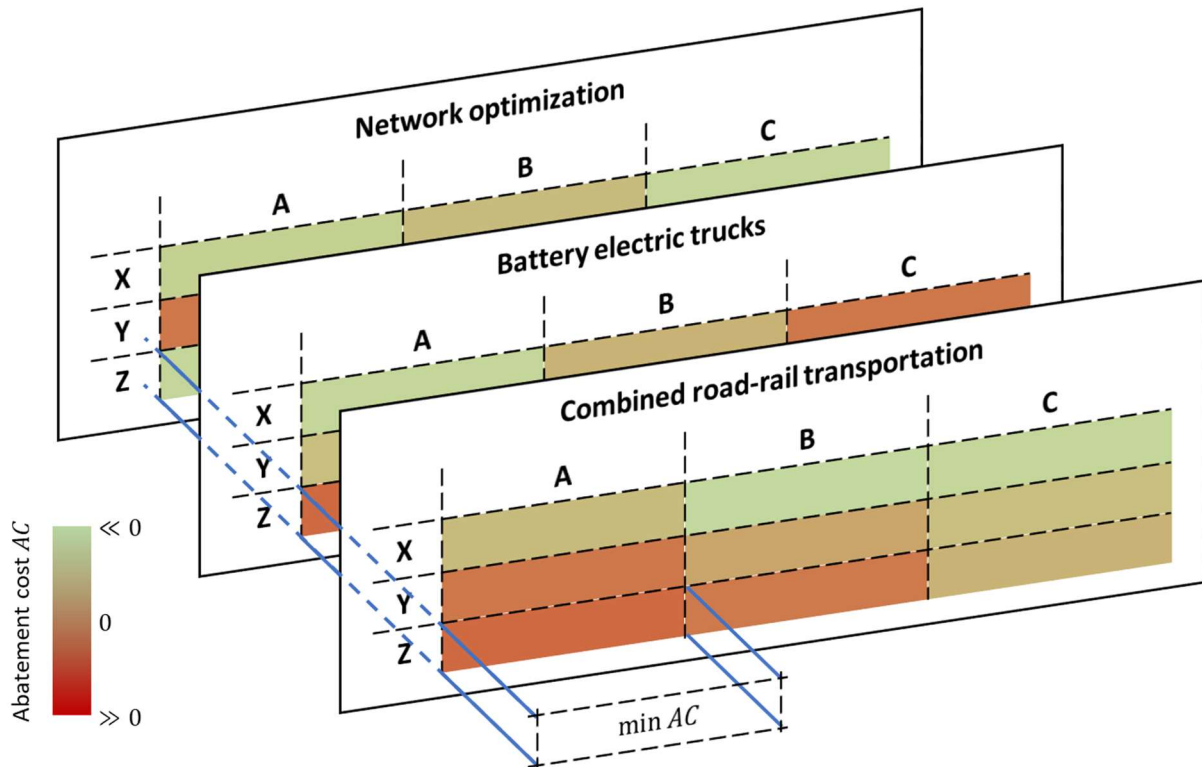 Network optimization
A
B
C
X
Y
Z
Battery electric trucks
A
B
C
X
Y
Z
Combined road-rail transportation
A
B
C
X
Y
Z
min AC
Abatement cost AC
≪ 0
0
≫ 0